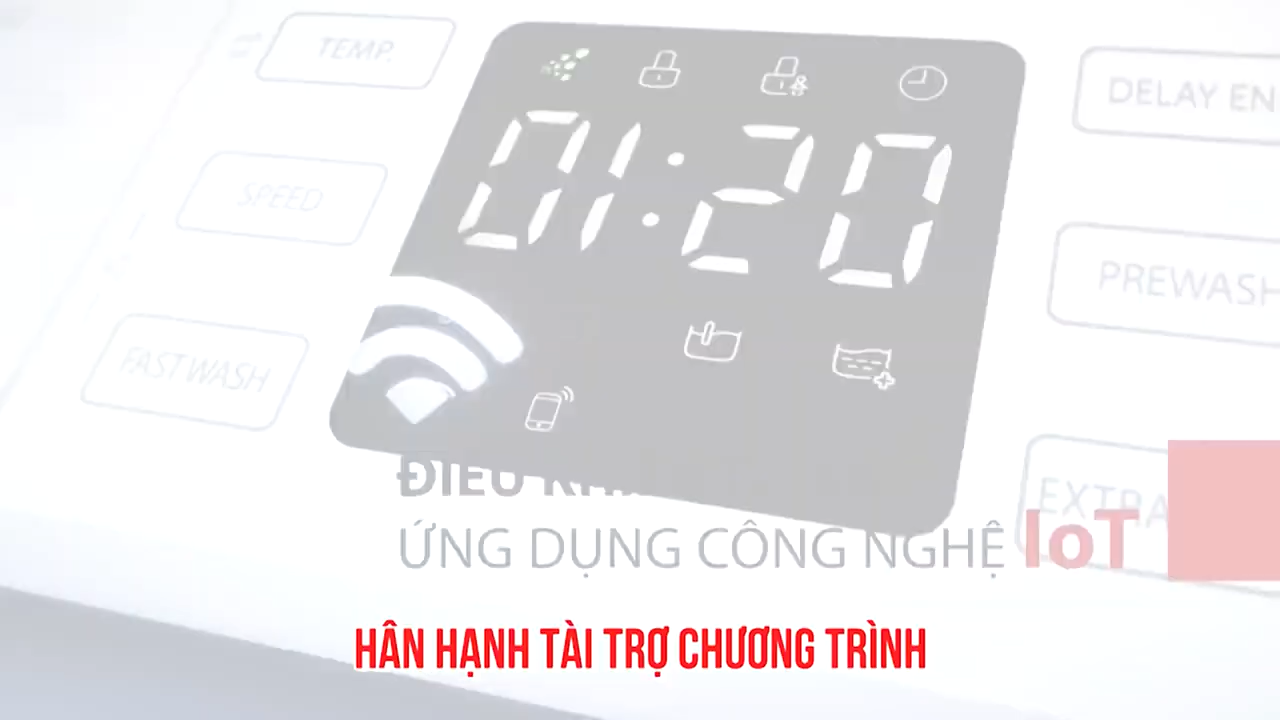 TEMP.
01:20
DELAY EN
SPEED
PREWASH
FAST WASH
EXTRA
ĐIỀU
ỨNG DỤNG CÔNG NGHỆ IoT
HÂN HẠNH TÀI TRỢ CHƯƠNG TRÌNH